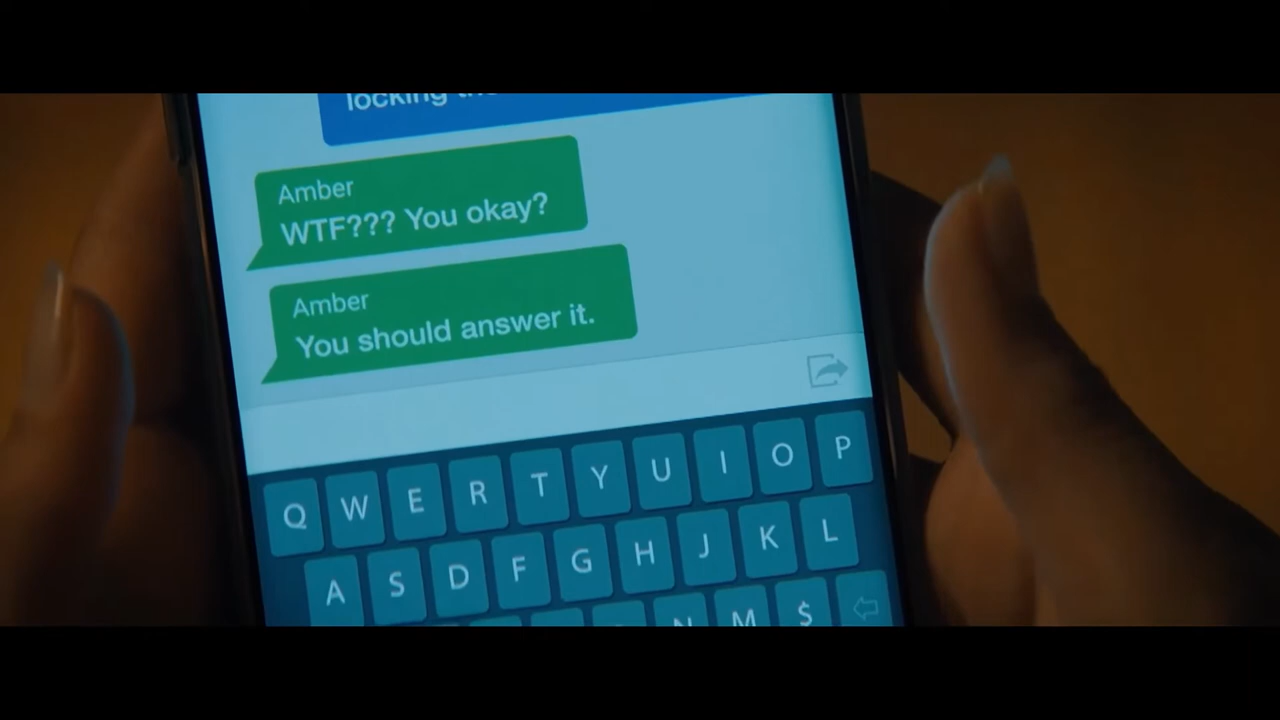 locking
Amber
WTF??? You okay?
Amber
You should answer it.
Q W E R T Y U I O P
A S D F G H J K L
N M $